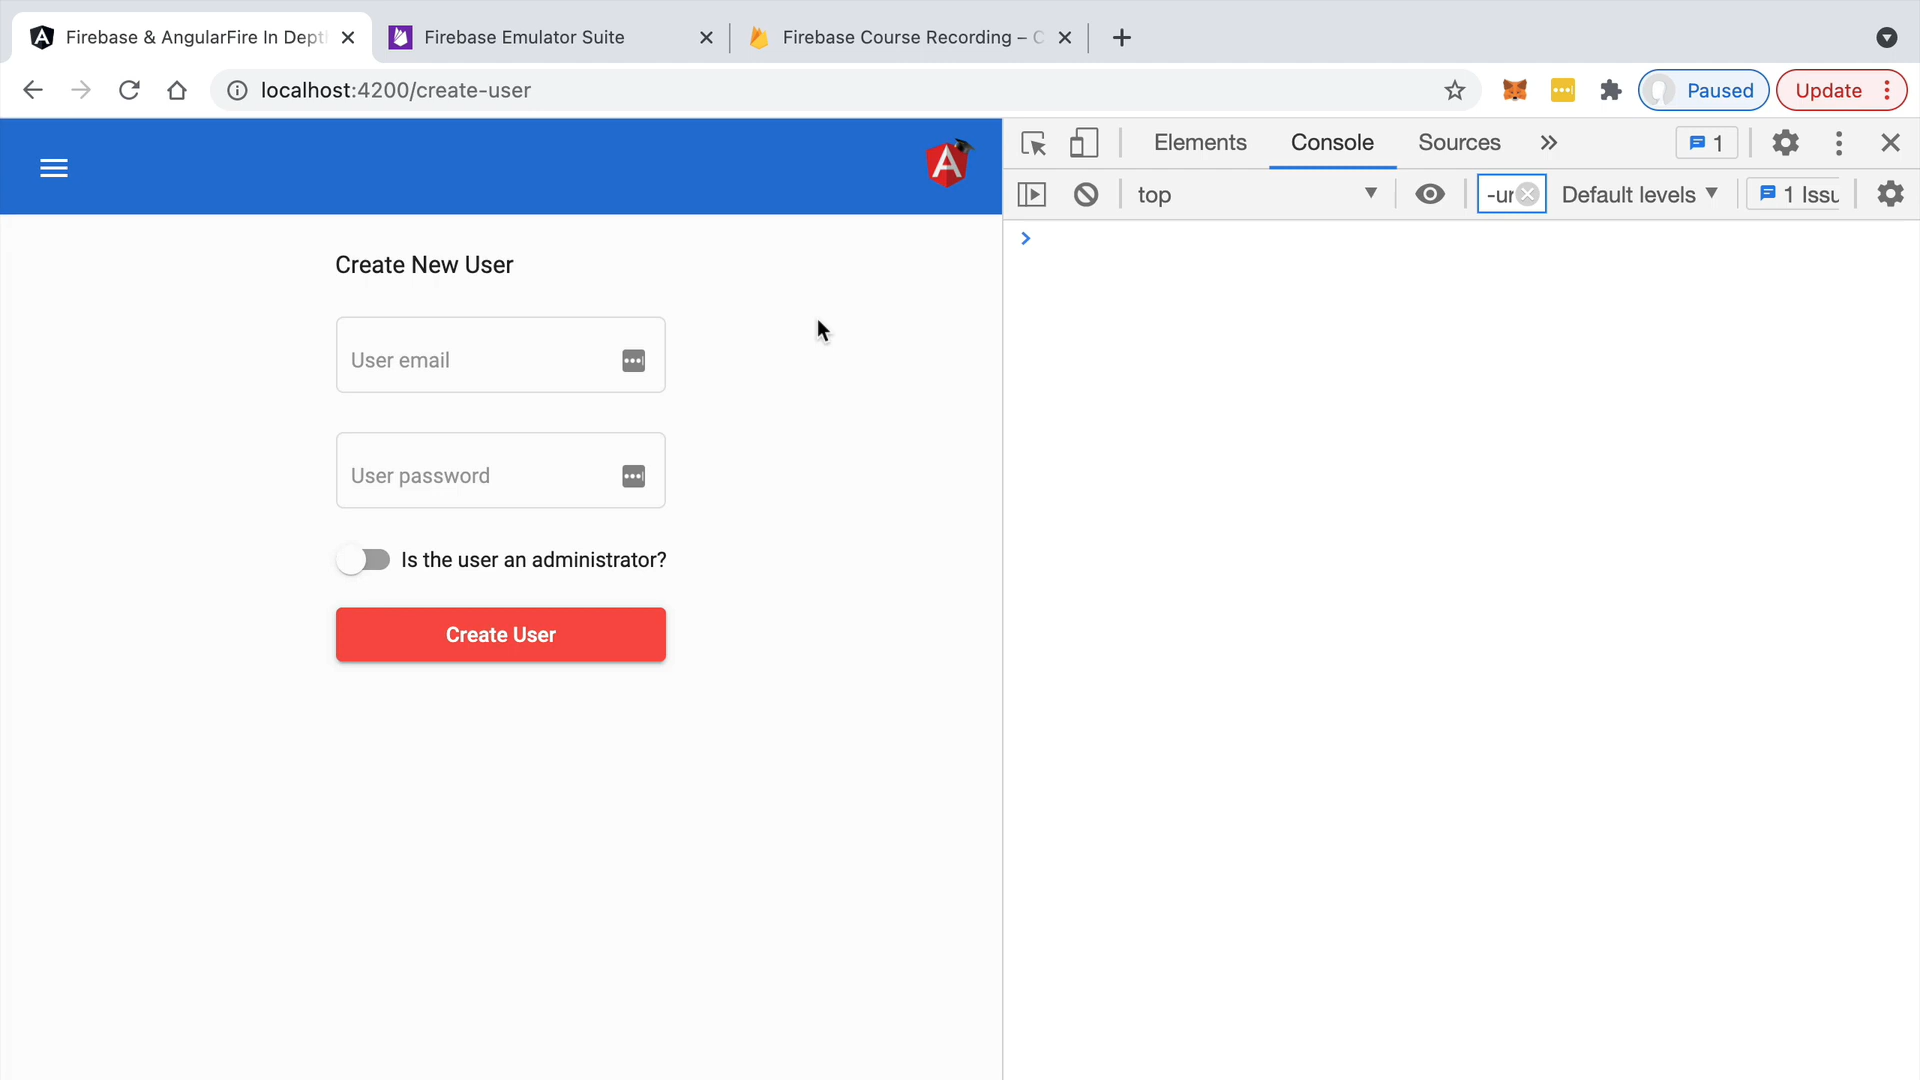 Firebase & AngularFire In Dept
Firebase Emulator Suite
Firebase Course Recording – C
localhost:4200/create-user
Paused
Update
Elements
Console
Sources
1
top
-ur
Default levels
1 Issu
Create New User
User email
User password
Is the user an administrator?
Create User